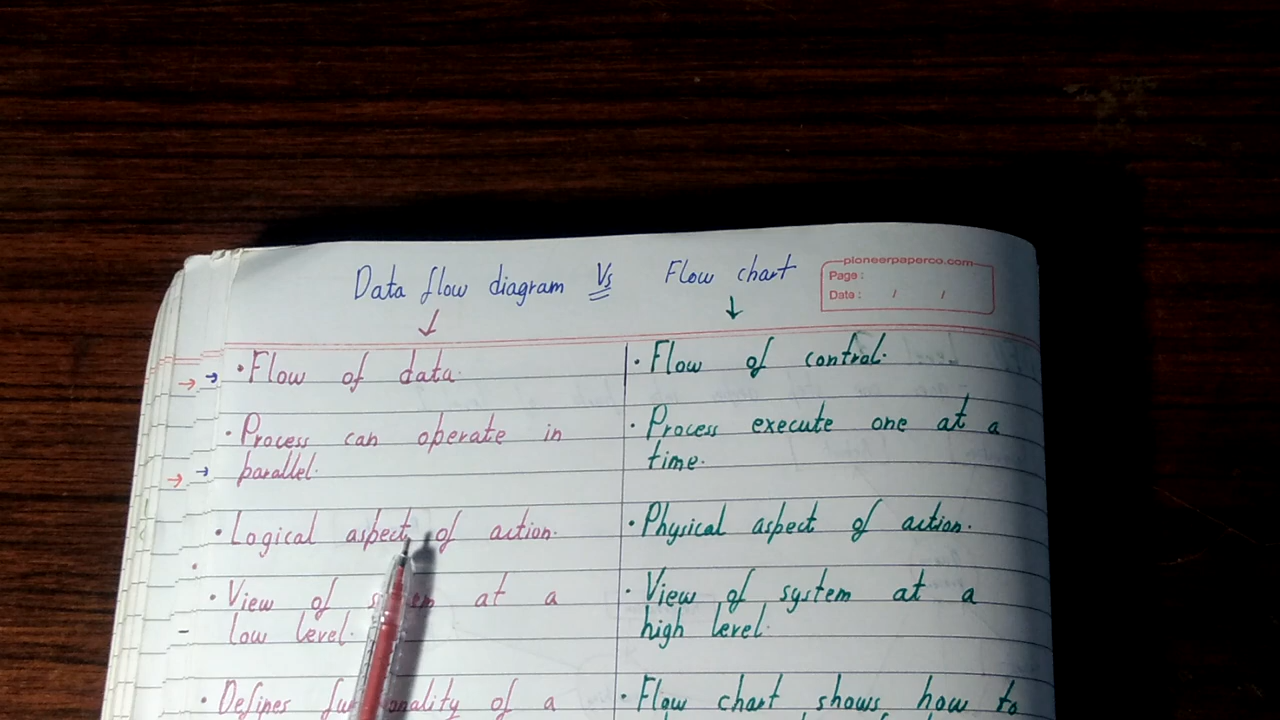 Data flow diagram Vs Flow chart
pioneerpaperco.com
Page :
Date : / /
• Flow of data.
• Flow of control.
• Process can operate in
parallel.
• Process execute one at a
time.
• Logical aspect of action.
• Physical aspect of action.
• View of at a
low level.
• View of system at a
high level.
• Defines of a
• Flow chart shows how to